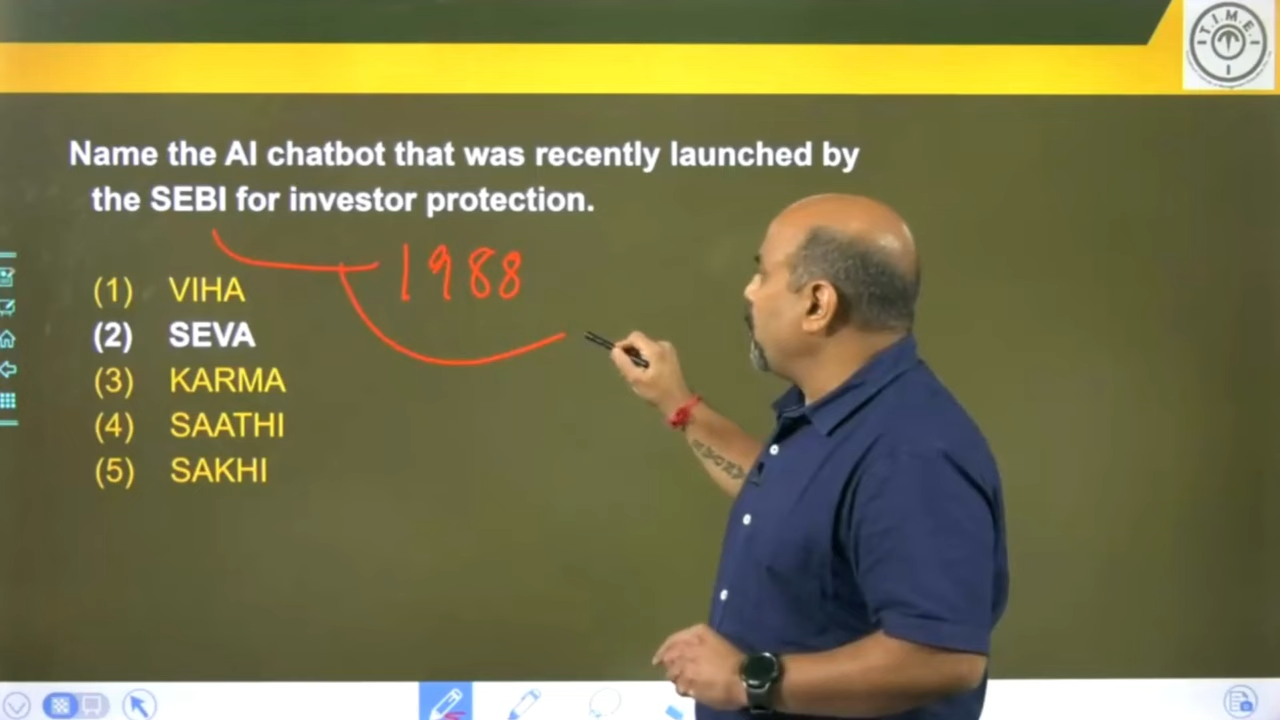 T.I.M.E.
Name the AI chatbot that was recently launched by
the SEBI for investor protection.
1988
(1) VIHA
(2) SEVA
(3) KARMA
(4) SAATHI
(5) SAKHI